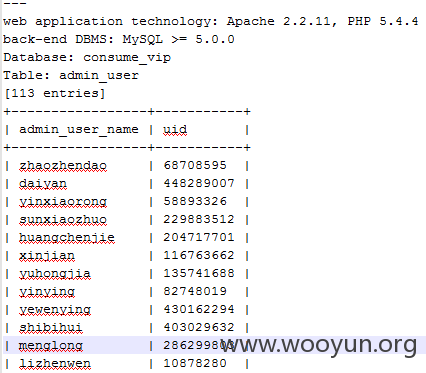 ---
web application technology: Apache 2.2.11, PHP 5.4.4
back-end DBMS: MySQL >= 5.0.0
Database: consume_vip
Table: admin_user
[113 entries]
+-----------------+-----------+
| admin_user_name | uid |
+-----------------+-----------+
| zhaozhendao | 68708595 |
| daiyan | 448289007 |
| yinxiaorong | 58893326 |
| sunxiaozhuo | 229883512 |
| huangchenjie | 204717701 |
| xinjian | 116763662 |
| yuhongjia | 135741688 |
| yinying | 82748019 |
| yewenying | 430162294 |
| shibihui | 403029632 |
| menglong |
| lizhenwen | 10878280 |
www.wooyun.org